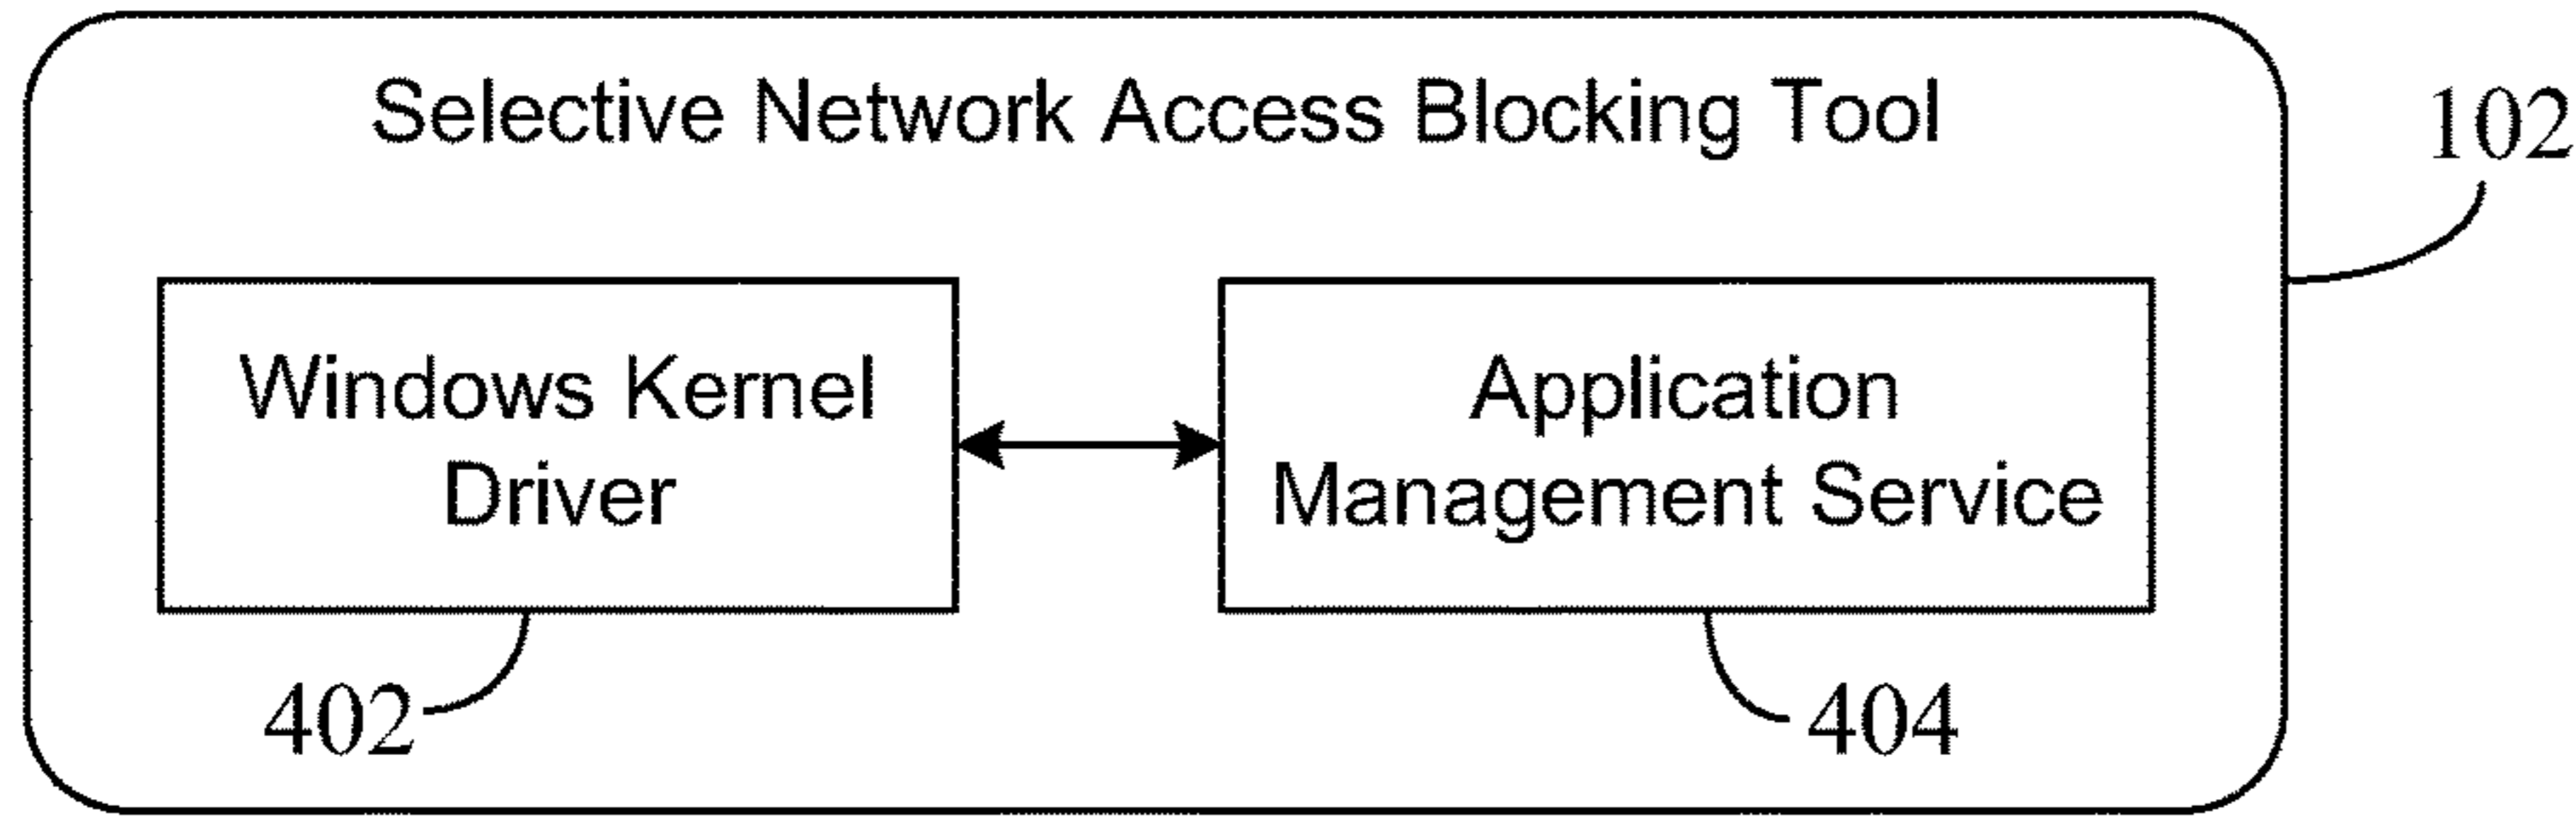 Selective Network Access Blocking Tool
102
Windows Kernel
Driver
Application
Management Service
402
404